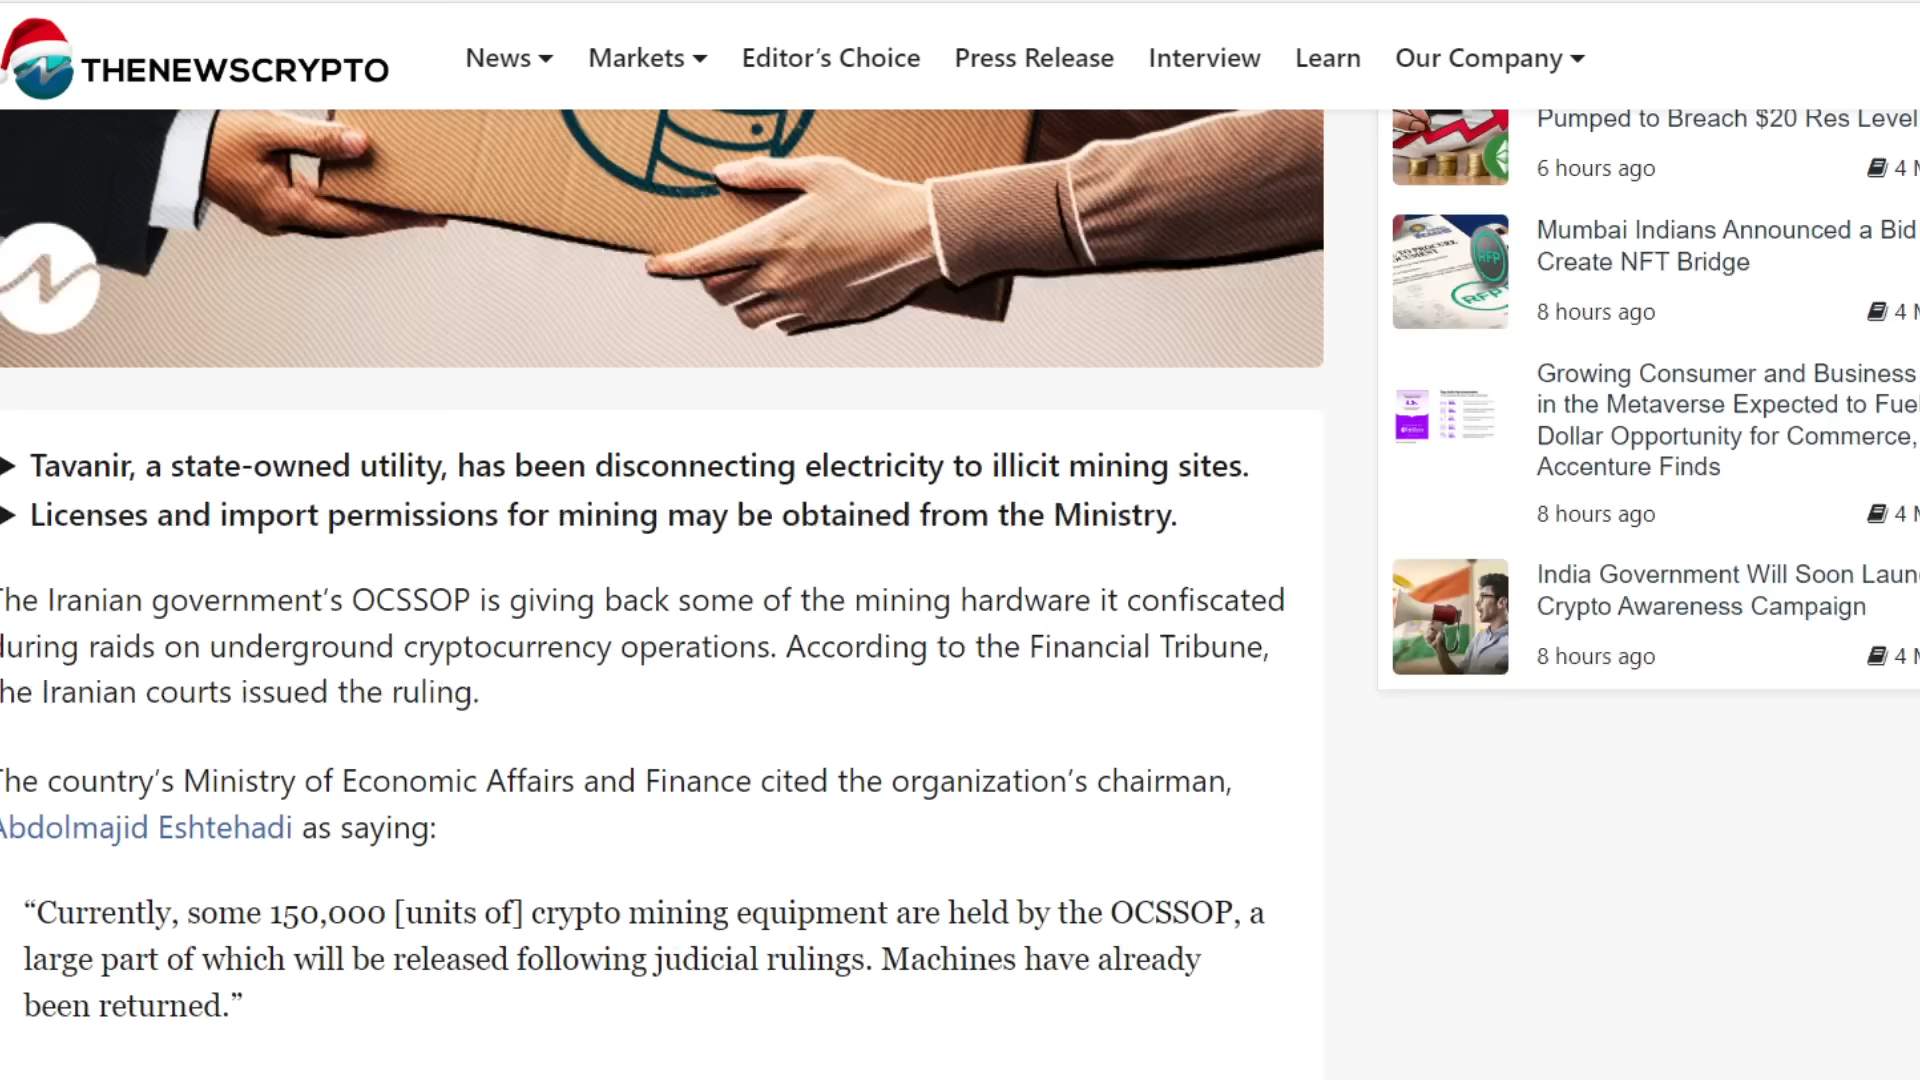 THENEWSCRYPTO
News
Markets
Editor’s Choice
Press Release
Interview
Learn
Our Company
Tavanir, a state-owned utility, has been disconnecting electricity to illicit mining sites.
Licenses and import permissions for mining may be obtained from the Ministry.
he Iranian government’s OCSSOP is giving back some of the mining hardware it confiscated
uring raids on underground cryptocurrency operations. According to the Financial Tribune,
he Iranian courts issued the ruling.
he country’s Ministry of Economic Affairs and Finance cited the organization’s chairman,
Abdolmajid Eshtehadi as saying:
“Currently, some 150,000 [units of] crypto mining equipment are held by the OCSSOP, a
large part of which will be released following judicial rulings. Machines have already
been returned.”
Pumped to Breach $20 Res Level
6 hours ago 4
Mumbai Indians Announced a Bid
Create NFT Bridge
8 hours ago 4
RFP
RFP
Growing Consumer and Business
in the Metaverse Expected to Fuel
Dollar Opportunity for Commerce,
Accenture Finds
8 hours ago 4
India Government Will Soon Laun
Crypto Awareness Campaign
8 hours ago 4